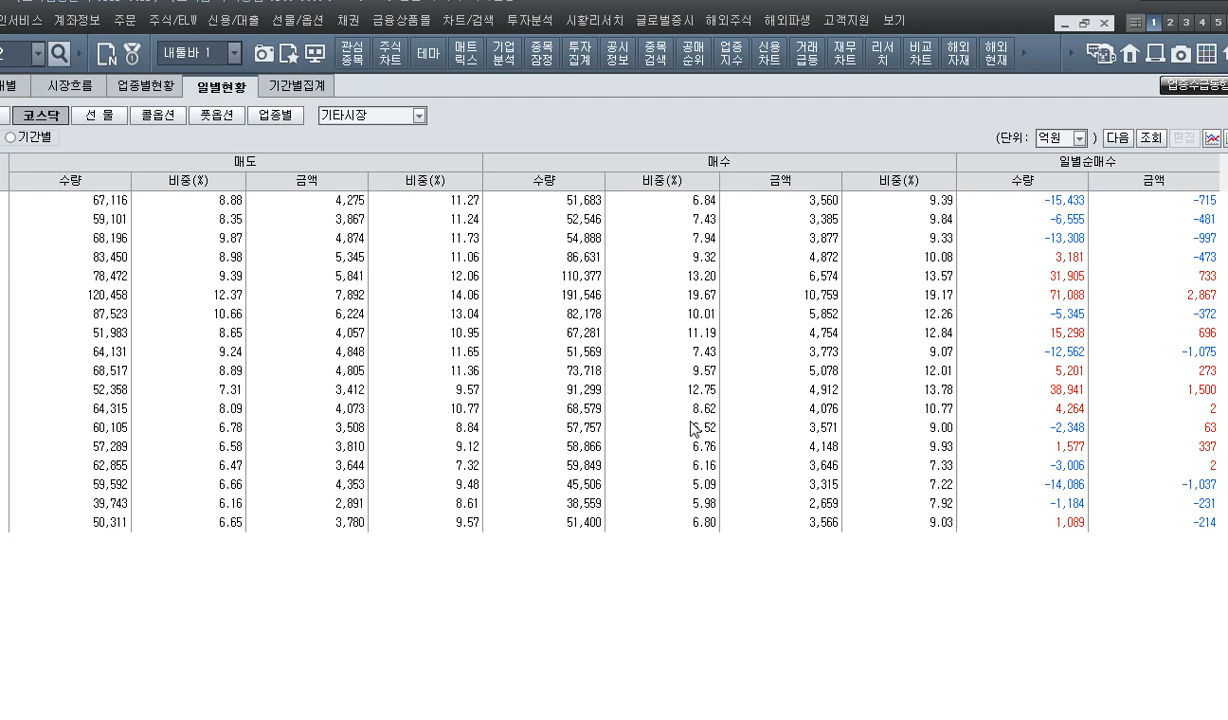 인서비스 계좌정보 주문 주식/ELW 신용/대출 선물/옵션 채권 금융상품몰 차트/검색 투자분석 시황리서치 글로벌증시 해외주식 해외파생 고객지원 보기
1 2 3 4 5
2 내툴바 1 관심종목 주식차트 테마 매트릭스 기업분석 종목잠정 투자집계 공시정보 종목검색 공매순위 업종지수 신용차트 거래급등 재무차트 리서치 비교차트 해외자재 해외현재
배별 시장흐름 업종별현황 일별현황 기간별집계 업종수급동향
코스닥 선 물 콜옵션 풋옵션 업종별 기타시장
기간별 (단위: 억원 ) 다음 조회 편집
매도 매수 일별순매수
수량 비중(%) 금액 비중(%) 수량 비중(%) 금액 비중(%) 수량 금액
67,116 8.88 4,275 11.27 51,683 6.84 3,560 9.39 -15,433 -715
59,101 8.35 3,867 11.24 52,546 7.43 3,385 9.84 -6,555 -481
68,196 9.87 4,874 11.73 54,888 7.94 3,877 9.33 -13,308 -997
83,450 8.98 5,345 11.06 86,631 9.32 4,872 10.08 3,181 -473
78,472 9.39 5,841 12.06 110,377 13.20 6,574 13.57 31,905 733
120,458 12.37 7,892 14.06 191,546 19.67 10,759 19.17 71,088 2,867
87,523 10.66 6,224 13.04 82,178 10.01 5,852 12.26 -5,345 -372
51,983 8.65 4,057 10.95 67,281 11.19 4,754 12.84 15,298 696
64,131 9.24 4,848 11.65 51,569 7.43 3,773 9.07 -12,562 -1,075
68,517 8.89 4,805 11.36 73,718 9.57 5,078 12.01 5,201 273
52,358 7.31 3,412 9.57 91,299 12.75 4,912 13.78 38,941 1,500
64,315 8.09 4,073 10.77 68,579 8.62 4,076 10.77 4,264 2
60,105 6.78 3,508 8.84 57,757 .52 3,571 9.00 -2,348 63
57,289 6.58 3,810 9.12 58,866 6.76 4,148 9.93 1,577 337
62,855 6.47 3,644 7.32 59,849 6.16 3,646 7.33 -3,006 2
59,592 6.66 4,353 9.48 45,506 5.09 3,315 7.22 -14,086 -1,037
39,743 6.16 2,891 8.61 38,559 5.98 2,659 7.92 -1,184 -231
50,311 6.65 3,780 9.57 51,400 6.80 3,566 9.03 1,089 -214